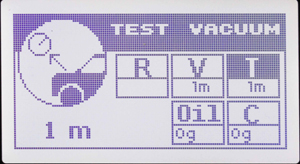 TEST VACUUM
R V T
1m 1m
1 m
Oil C
0g 0g